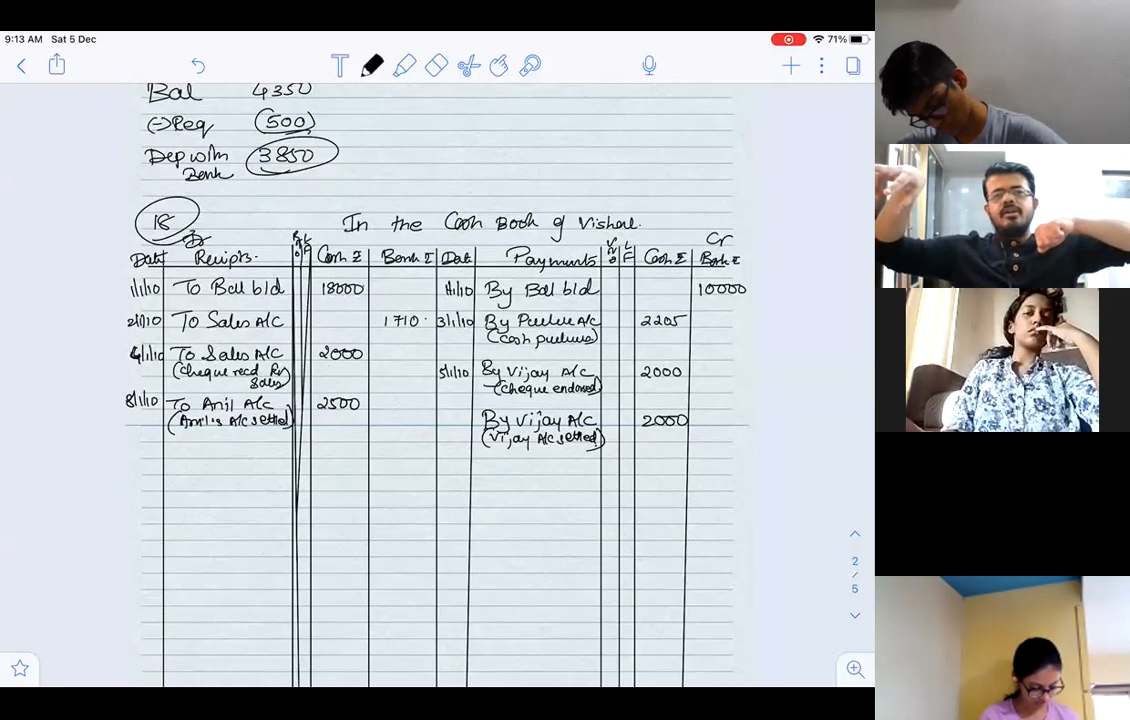 9:13 AM Sat 5 Dec
71%
T
Bal 4350
(-) Req (500)
Dep with 3850
Bank
18 In the Cash Book of Vishal.
Dr Cr
Date Receipts. LF Cash ₹ Bank ₹ Date Payments V No LF Cash ₹ Bank ₹
1/1/10 To Bal b/d 18000 1/1/10 By Bal b/d 10000
2/1/10 To Sales A/C 1710 3/1/10 By Purchase A/C 2205
(cash purchase)
4/1/10 To Sales A/C 2000
(cheque recd for 5/1/10 By Vijay A/C 2000
Sales) (cheque endorsed)
8/1/10 To Anil A/C 2500
(Anil's A/c settled) By Vijay A/C 2000
(Vijay A/c settled)
2
/
5